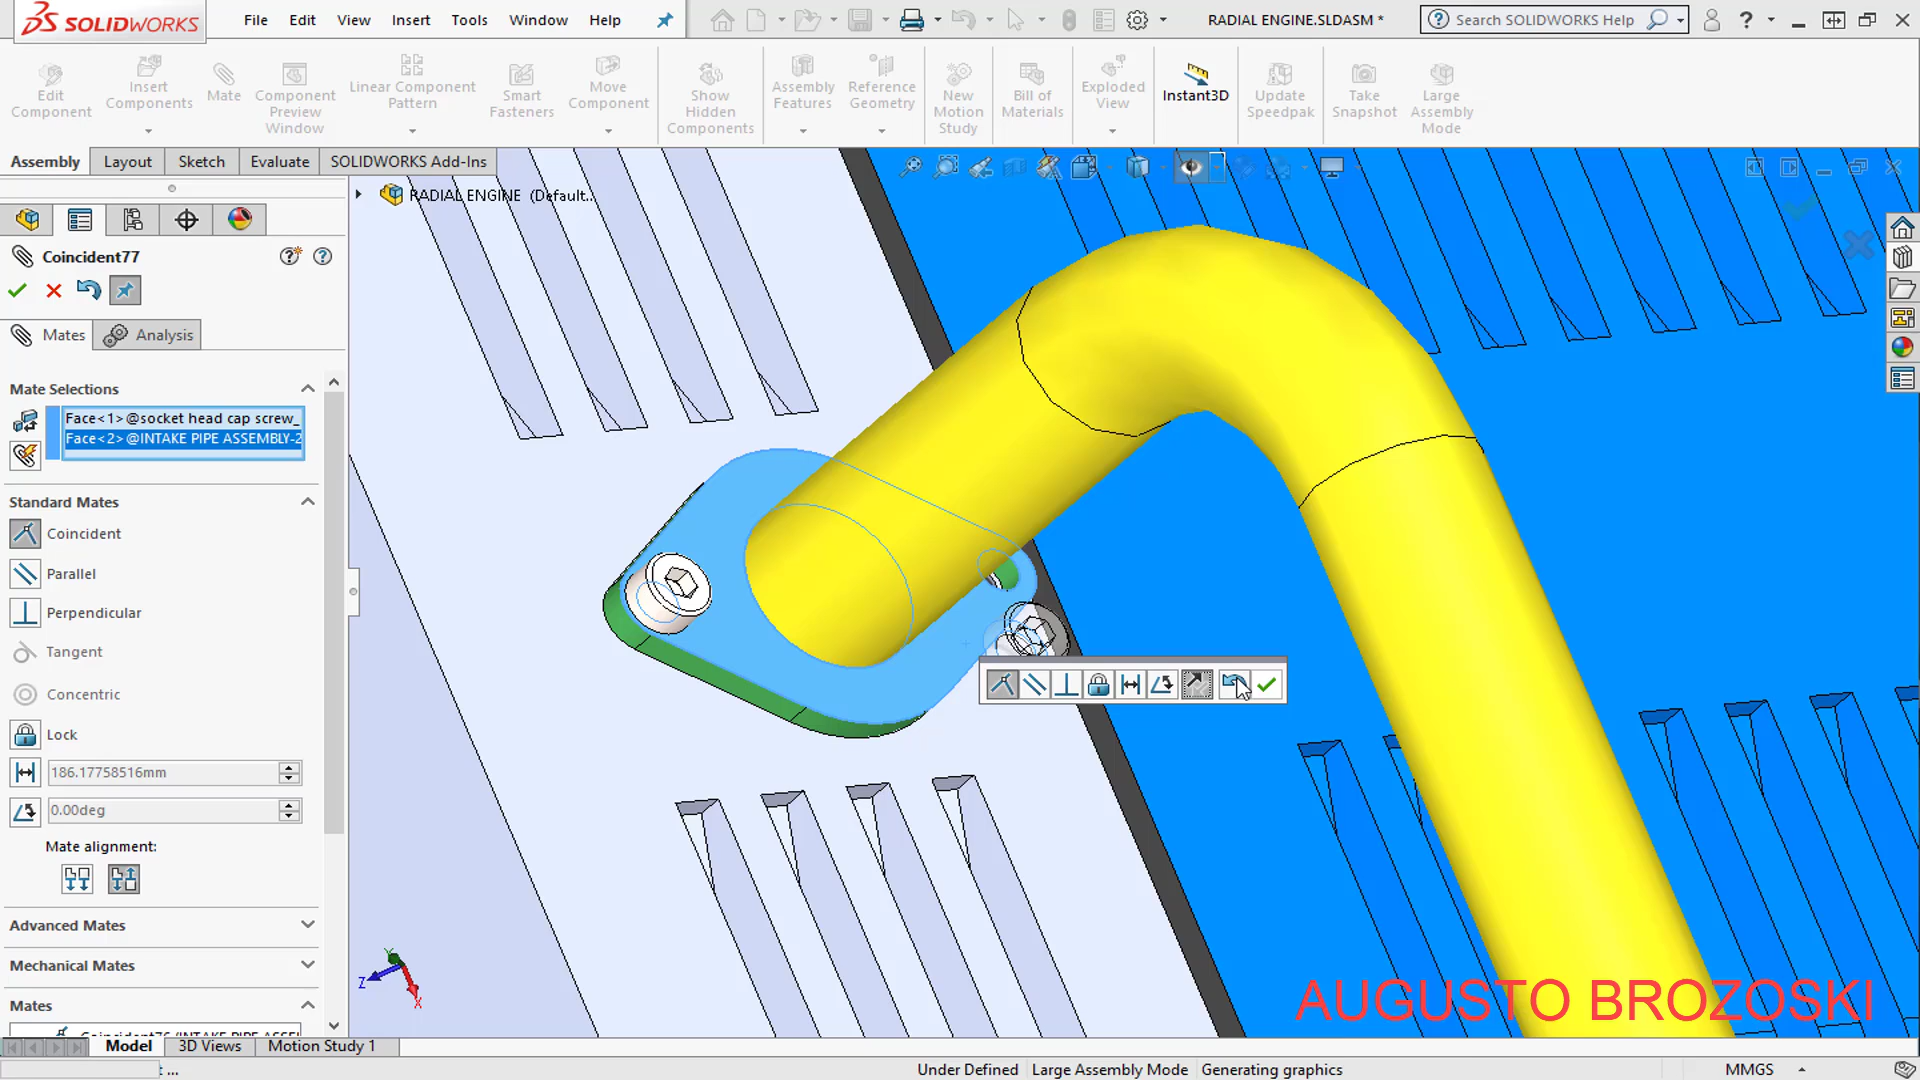 SOLIDWORKS
File Edit View Insert Tools Window Help
RADIAL ENGINE.SLDASM *
Search SOLIDWORKS Help
?
Edit Component
Insert Components
Mate
Component Preview Window
Linear Component Pattern
Smart Fasteners
Move Component
Show Hidden Components
Assembly Features
Reference Geometry
New Motion Study
Bill of Materials
Exploded View
Instant3D
Update Speedpak
Take Snapshot
Large Assembly Mode
Assembly Layout Sketch Evaluate SOLIDWORKS Add-Ins
RADIAL ENGINE (Default...
Coincident77
Mates Analysis
Mate Selections
Face<1>@socket head cap screw_
Face<2>@INTAKE PIPE ASSEMBLY-2
Standard Mates
Coincident
Parallel
Perpendicular
Tangent
Concentric
Lock
186.17758516mm
0.00deg
Mate alignment:
Advanced Mates
Mechanical Mates
Mates
Coincident76 (INTAKE PIPE ASSEI
Y
Z
X
AUGUSTO BROZOSKI
Model 3D Views Motion Study 1
: ...
Under Defined Large Assembly Mode Generating graphics MMGS